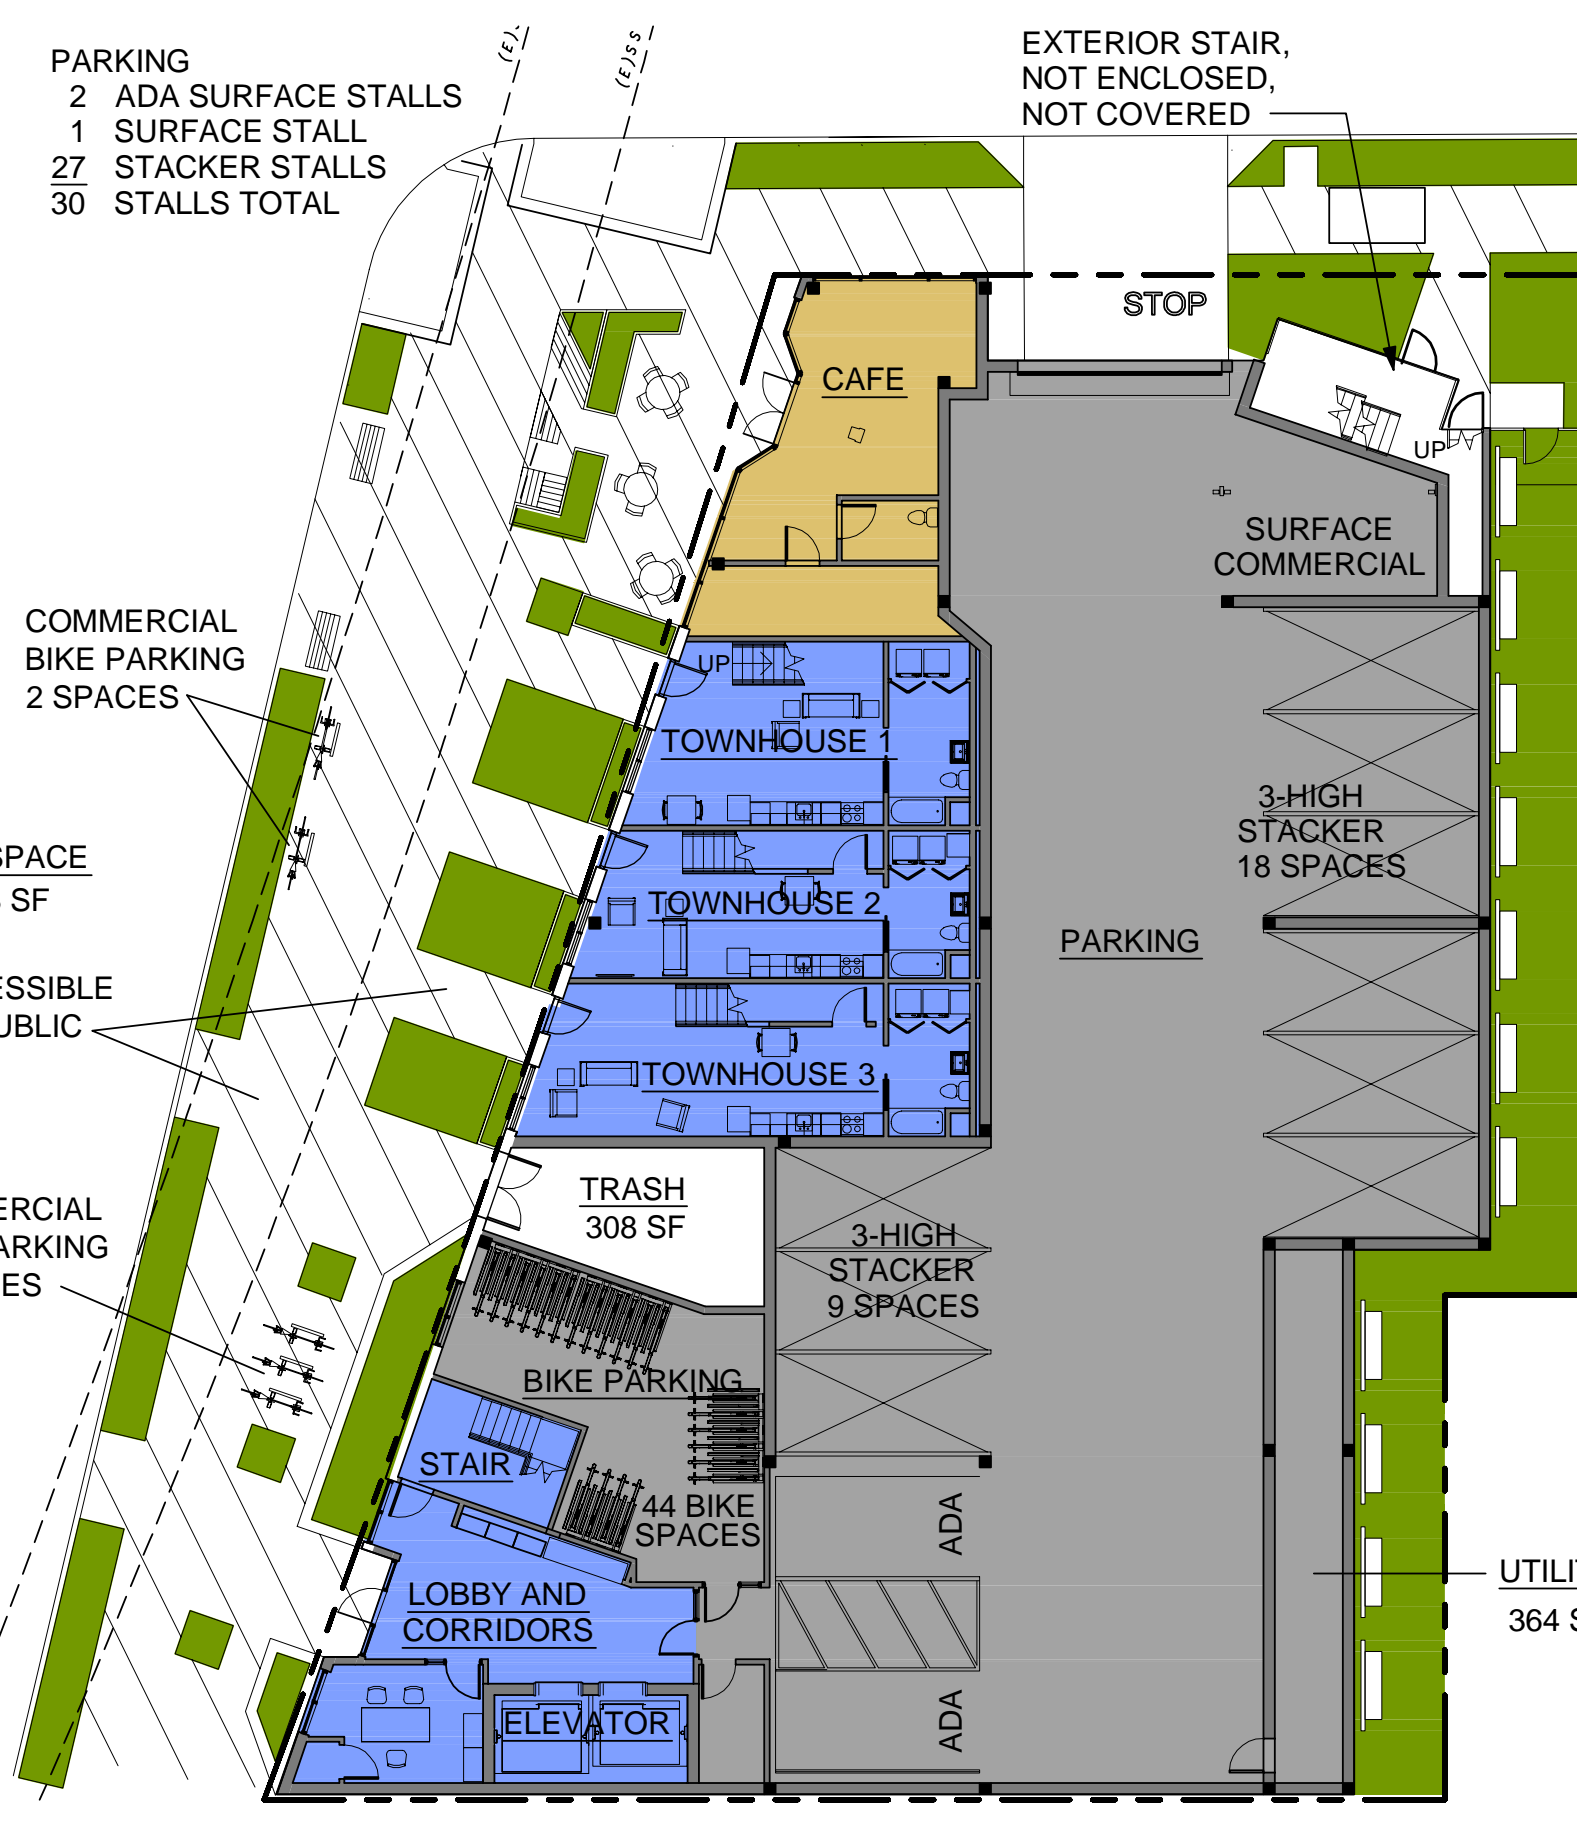 PARKING
2 ADA SURFACE STALLS
1 SURFACE STALL
27 STACKER STALLS
30 STALLS TOTAL
(E)SS
EXTERIOR STAIR,
NOT ENCLOSED,
NOT COVERED
STOP
CAFE
UP
SURFACE
COMMERCIAL
COMMERCIAL
BIKE PARKING
2 SPACES
UP
TOWNHOUSE 1
3-HIGH
STACKER
18 SPACES
SPACE
SF
TOWNHOUSE 2
PARKING
ESSIBLE
UBLIC
TOWNHOUSE 3
TRASH
308 SF
ERCIAL
ARKING
ES
3-HIGH
STACKER
9 SPACES
BIKE PARKING
STAIR
44 BIKE
SPACES
ADA
LOBBY AND
CORRIDORS
UTILI
364 S
ELEVATOR
ADA